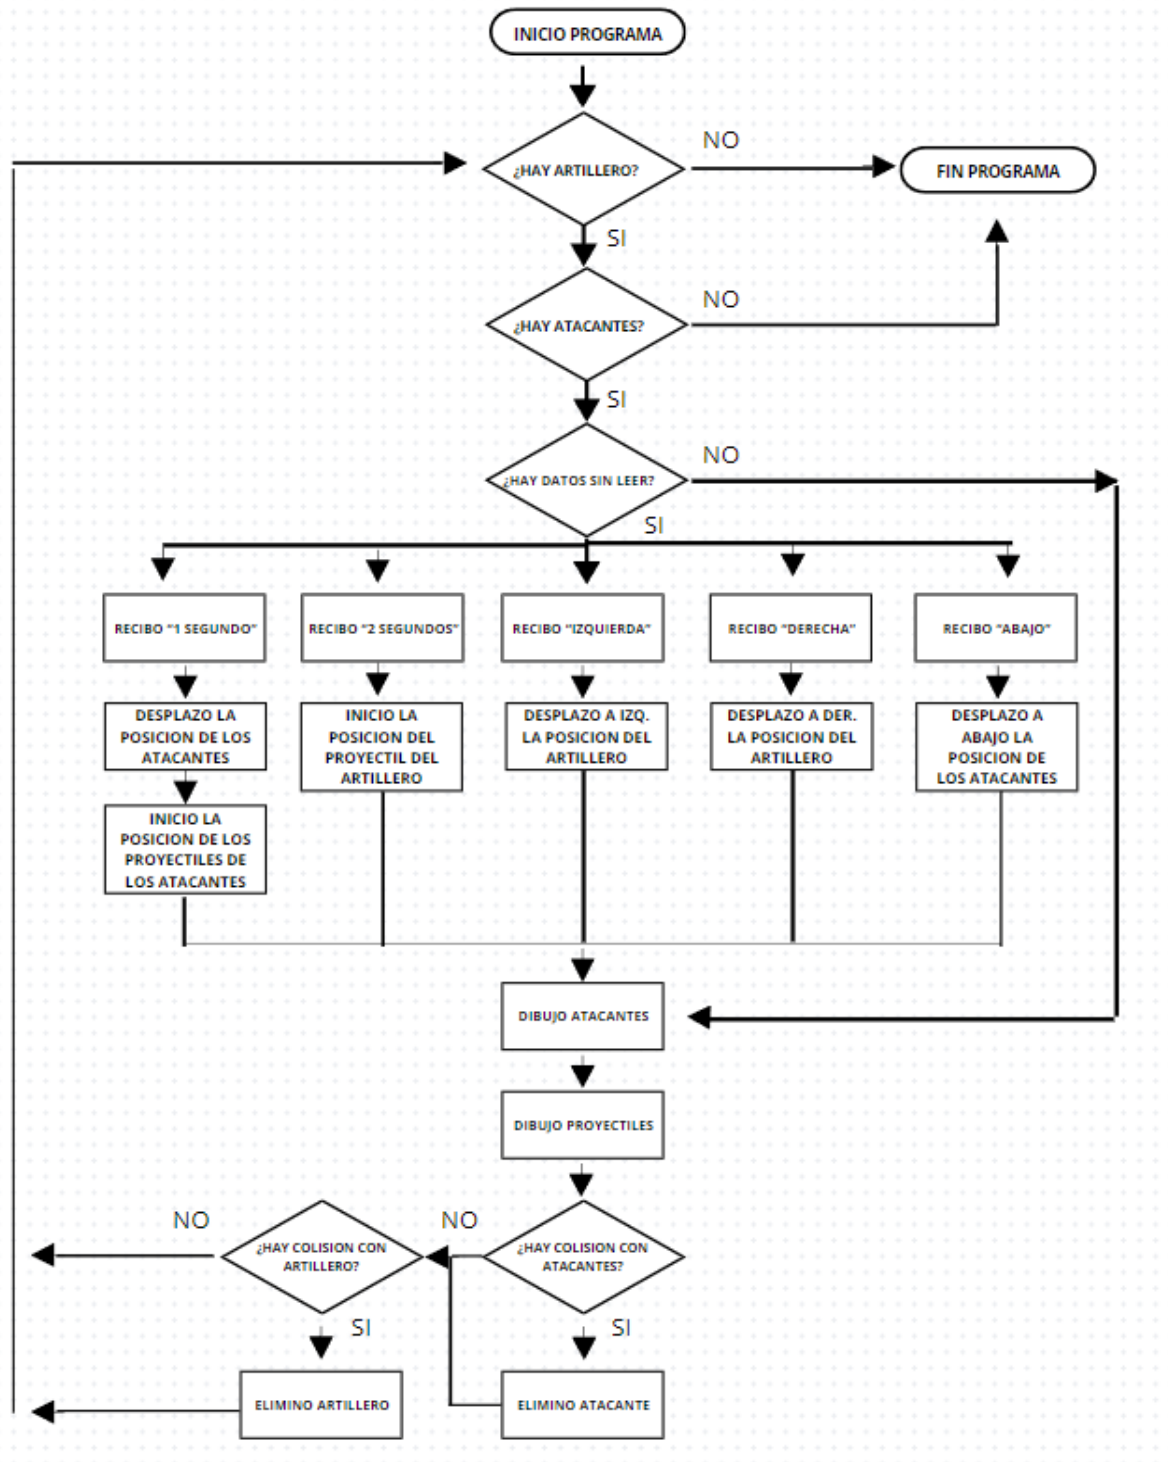 INICIO PROGRAMA
¿HAY ARTILLERO?
NO
FIN PROGRAMA
SI
¿HAY ATACANTES?
NO
SI
¿HAY DATOS SIN LEER?
NO
SI
RECIBO "1 SEGUNDO"
RECIBO "2 SEGUNDOS"
RECIBO "IZQUIERDA"
RECIBO "DERECHA"
RECIBO "ABAJO"
DESPLAZO LA
POSICION DE LOS
ATACANTES
INICIO LA
POSICION DEL
PROYECTIL DEL
ARTILLERO
DESPLAZO A IZQ.
LA POSICION DEL
ARTILLERO
DESPLAZO A DER.
LA POSICION DEL
ARTILLERO
DESPLAZO A
ABAJO LA
POSICION DE
LOS ATACANTES
INICIO LA
POSICION DE LOS
PROYECTILES DE
LOS ATACANTES
DIBUJO ATACANTES
DIBUJO PROYECTILES
¿HAY COLISION CON
ATACANTES?
NO
SI
ELIMINO ATACANTE
¿HAY COLISION CON
ARTILLERO?
NO
SI
ELIMINO ARTILLERO